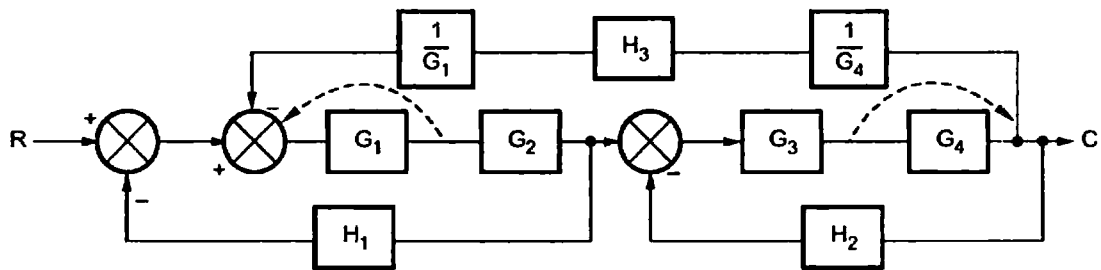 1
G₁
H₃
1
G₄
+
−
R
+
G₁
G₂
−
G₃
G₄
C
−
H₁
H₂